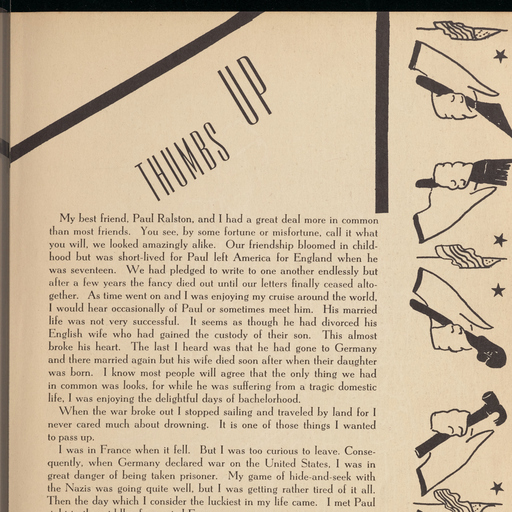 THUMBS UP
My best friend, Paul Ralston, and I had a great deal more in common
than most friends. You see, by some fortune or misfortune, call it what
you will, we looked amazingly alike. Our friendship bloomed in child-
hood but was short-lived for Paul left America for England when he
was seventeen. We had pledged to write to one another endlessly but
after a few years the fancy died out until our letters finally ceased alto-
gether. As time went on and I was enjoying my cruise around the world,
I would hear occasionally of Paul or sometimes meet him. His married
life was not very successful. It seems as though he had divorced his
English wife who had gained the custody of their son. This almost
broke his heart. The last I heard was that he had gone to Germany
and there married again but his wife died soon after when their daughter
was born. I know most people will agree that the only thing we had
in common was looks, for while he was suffering from a tragic domestic
life, I was enjoying the delightful days of bachelorhood.
When the war broke out I stopped sailing and traveled by land for I
never cared much about drowning. It is one of those things I wanted
to pass up.
I was in France when it fell. But I was too curious to leave. Conse-
quently, when Germany declared war on the United States, I was in
great danger of being taken prisoner. My game of hide-and-seek with
the Nazis was going quite well, but I was getting rather tired of it all.
Then the day which I consider the luckiest in my life came. I met Paul